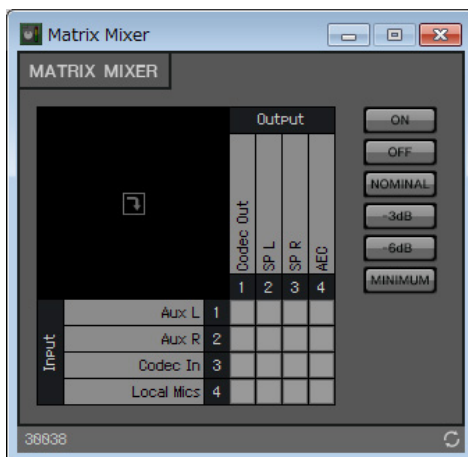 Matrix Mixer
MATRIX MIXER
Output
Codec Out
SP L
SP R
AEC
1 2 3 4
Input
Aux L 1
Aux R 2
Codec In 3
Local Mics 4
ON
OFF
NOMINAL
-3dB
-6dB
MINIMUM
30038